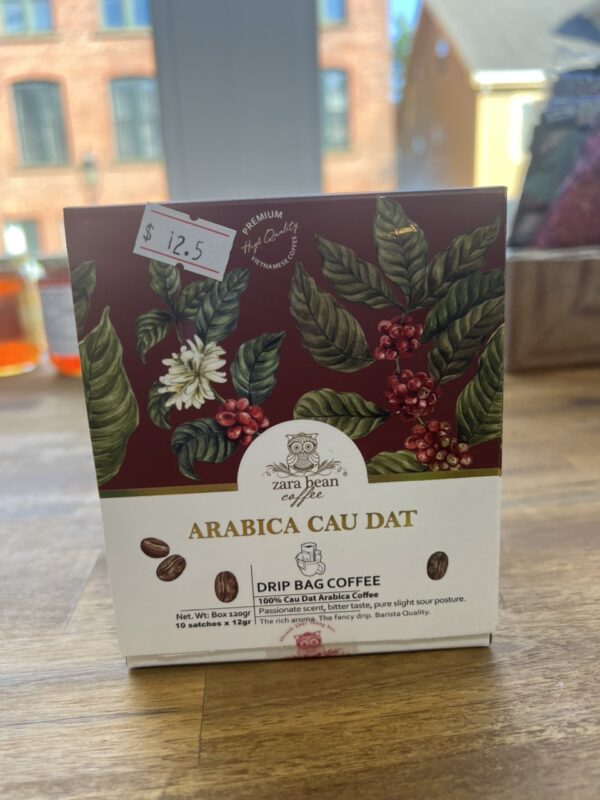 $ 12.5
PREMIUM
High Quality
VIETNAMESE COFFEE
zara bean
coffee
ARABICA CAU DAT
DRIP BAG COFFEE
100% Cau Dat Arabica Coffee
Net. Wt: Box 120gr
Passionate scent, bitter taste, pure slight sour posture.
10 satches x 12gr
The rich aroma. The fancy drip. Barista Quality.